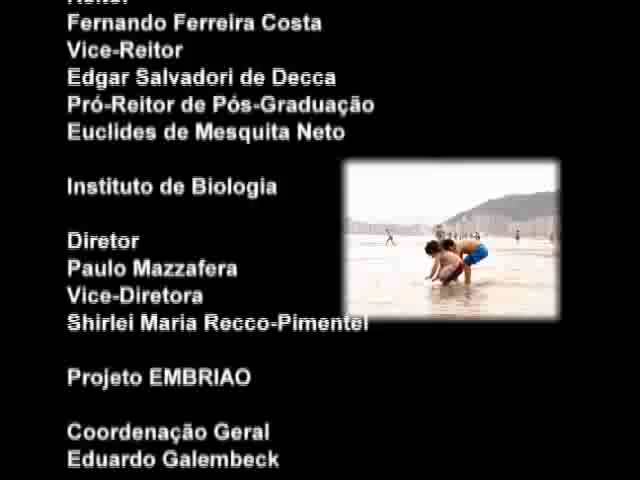 Fernando Ferreira Costa
Vice-Reitor
Edgar Salvadori de Decca
Pró-Reitor de Pós-Graduação
Euclides de Mesquita Neto
Instituto de Biologia
Diretor
Paulo Mazzafera
Vice-Diretora
Shirlei Maria Recco-Pimentel
Projeto EMBRIAO
Coordenação Geral
Eduardo Galembeck